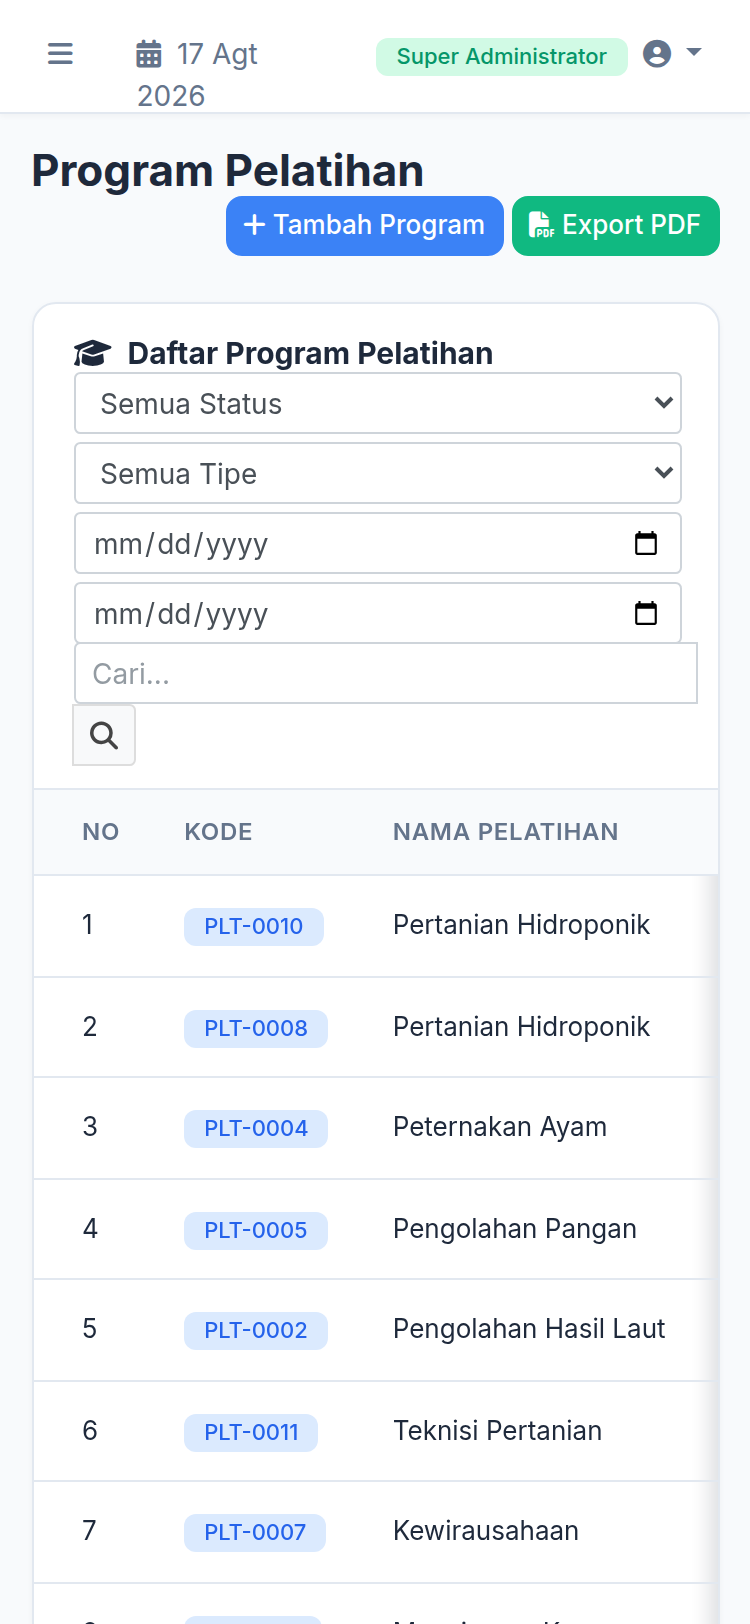 17 Agt
2026
Super Administrator
Program Pelatihan
Tambah Program
Export PDF
Daftar Program Pelatihan
Semua Status
Semua Tipe
mm/dd/yyyy
mm/dd/yyyy
Cari...
NO KODE NAMA PELATIHAN
1 PLT-0010 Pertanian Hidroponik
2 PLT-0008 Pertanian Hidroponik
3 PLT-0004 Peternakan Ayam
4 PLT-0005 Pengolahan Pangan
5 PLT-0002 Pengolahan Hasil Laut
6 PLT-0011 Teknisi Pertanian
7 PLT-0007 Kewirausahaan